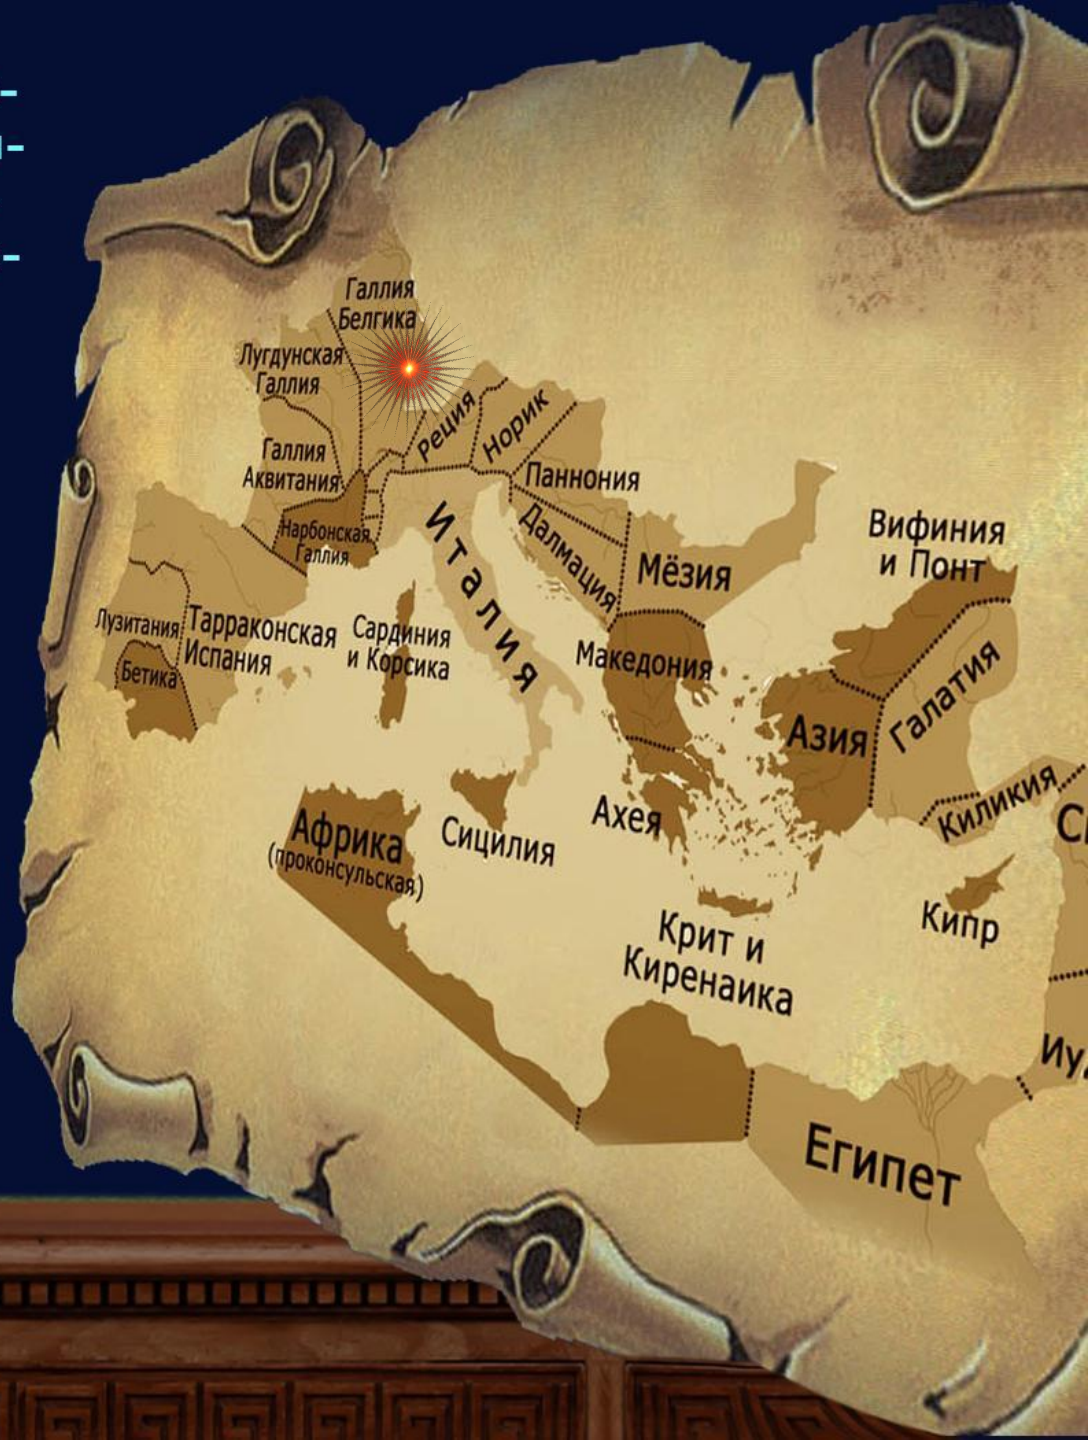 Галлия
Белгика
Лугдунская
Галлия
Галлия
Аквитания
Реция
Норик
Паннония
Нарбонская
Галлия
Италия
Далмация
Мёзия
Вифиния
и Понт
Лузитания
Бетика
Тарраконская
Испания
Сардиния
и Корсика
Македония
Азия
Галатия
Киликия
Африка
(проконсульская)
Сицилия
Ахея
Кипр
Крит и
Киренаика
Египет